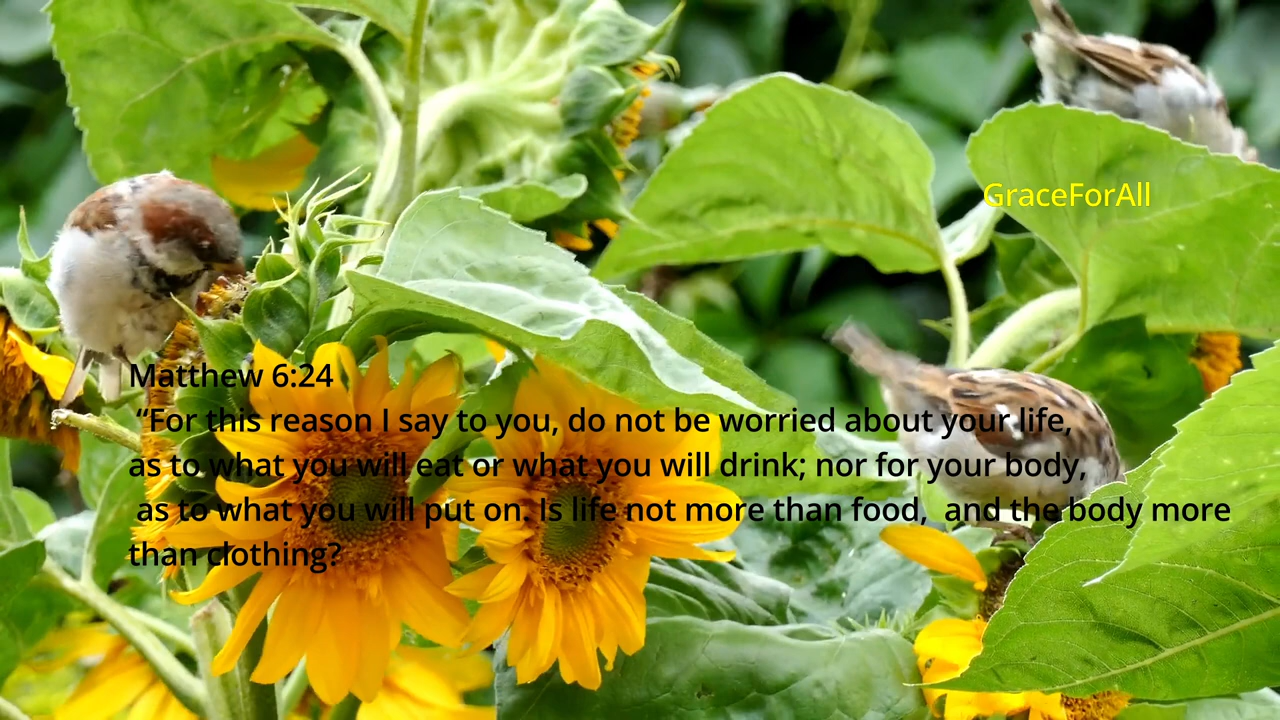 GraceForAll
Matthew 6:24
“For this reason I say to you, do not be worried about your life,
as to what you will eat or what you will drink; nor for your body,
as to what you will put on. Is life not more than food,  and the body more
than clothing?